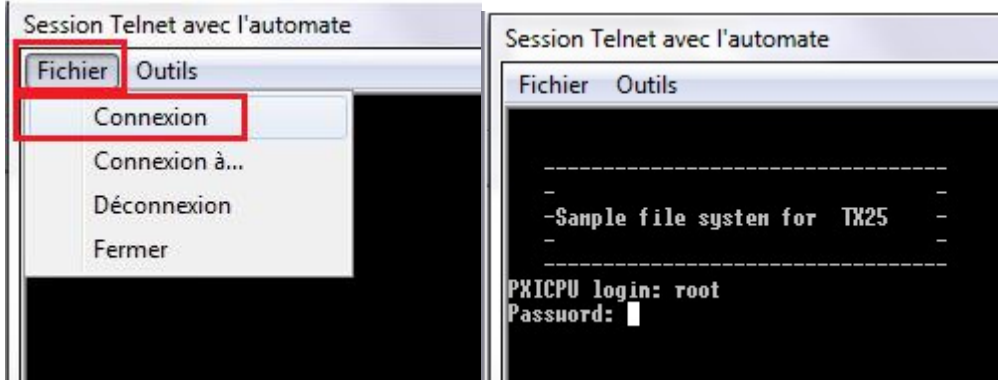 Session Telnet avec l'automate
Fichier Outils
Connexion
Connexion à...
Déconnexion
Fermer
Session Telnet avec l'automate
Fichier Outils
----------------------------------
- -
-Sample file system for TX25 -
- -
----------------------------------
PXICPU login: root
Password: